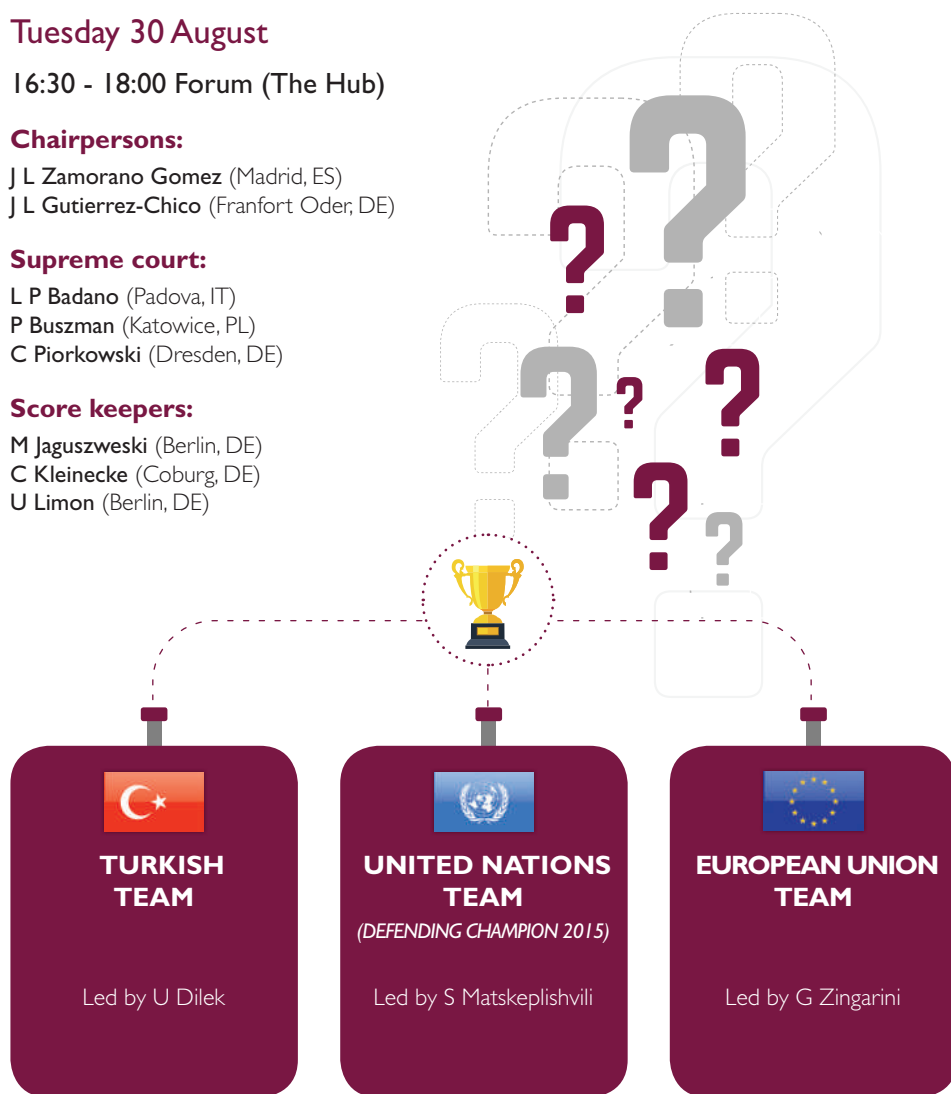 Tuesday 30 August
16:30 - 18:00 Forum (The Hub)
Chairpersons:
J L Zamorano Gomez (Madrid, ES)
J L Gutierrez-Chico (Franfort Oder, DE)
Supreme court:
L P Badano (Padova, IT)
P Buszman (Katowice, PL)
C Piorkowski (Dresden, DE)
Score keepers:
M Jaguszweski (Berlin, DE)
C Kleinecke (Coburg, DE)
U Limon (Berlin, DE)
TURKISH
TEAM
Led by U Dilek
UNITED NATIONS
TEAM
(DEFENDING CHAMPION 2015)
Led by S Matskeplishvili
EUROPEAN UNION
TEAM
Led by G Zingarini